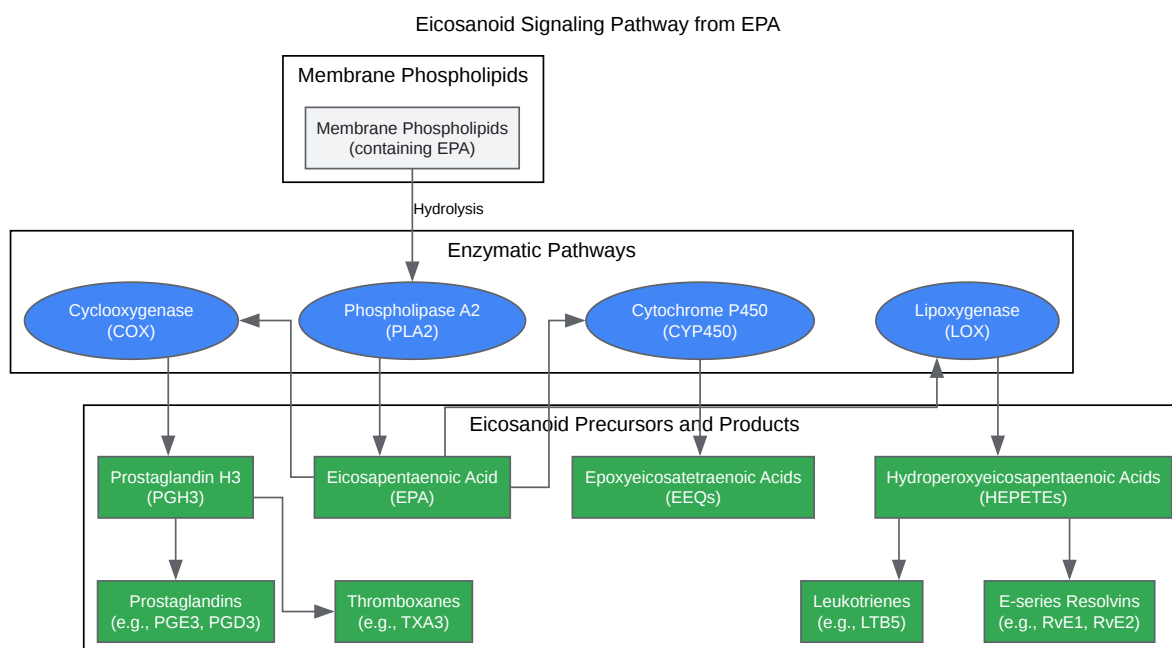 Eicosanoid Signaling Pathway from EPA
Membrane Phospholipids
Membrane Phospholipids
(containing EPA)
Hydrolysis
Enzymatic Pathways
Cyclooxygenase
(COX)
Phospholipase A2
(PLA2)
Cytochrome P450
(CYP450)
Lipoxygenase
(LOX)
Eicosanoid Precursors and Products
Prostaglandin H3
(PGH3)
Eicosapentaenoic Acid
(EPA)
Epoxyeicosatetraenoic Acids
(EEQs)
Hydroperoxyeicosapentaenoic Acids
(HEPETEs)
Prostaglandins
(e.g., PGE3, PGD3)
Thromboxanes
(e.g., TXA3)
Leukotrienes
(e.g., LTB5)
E-series Resolvins
(e.g., RvE1, RvE2)